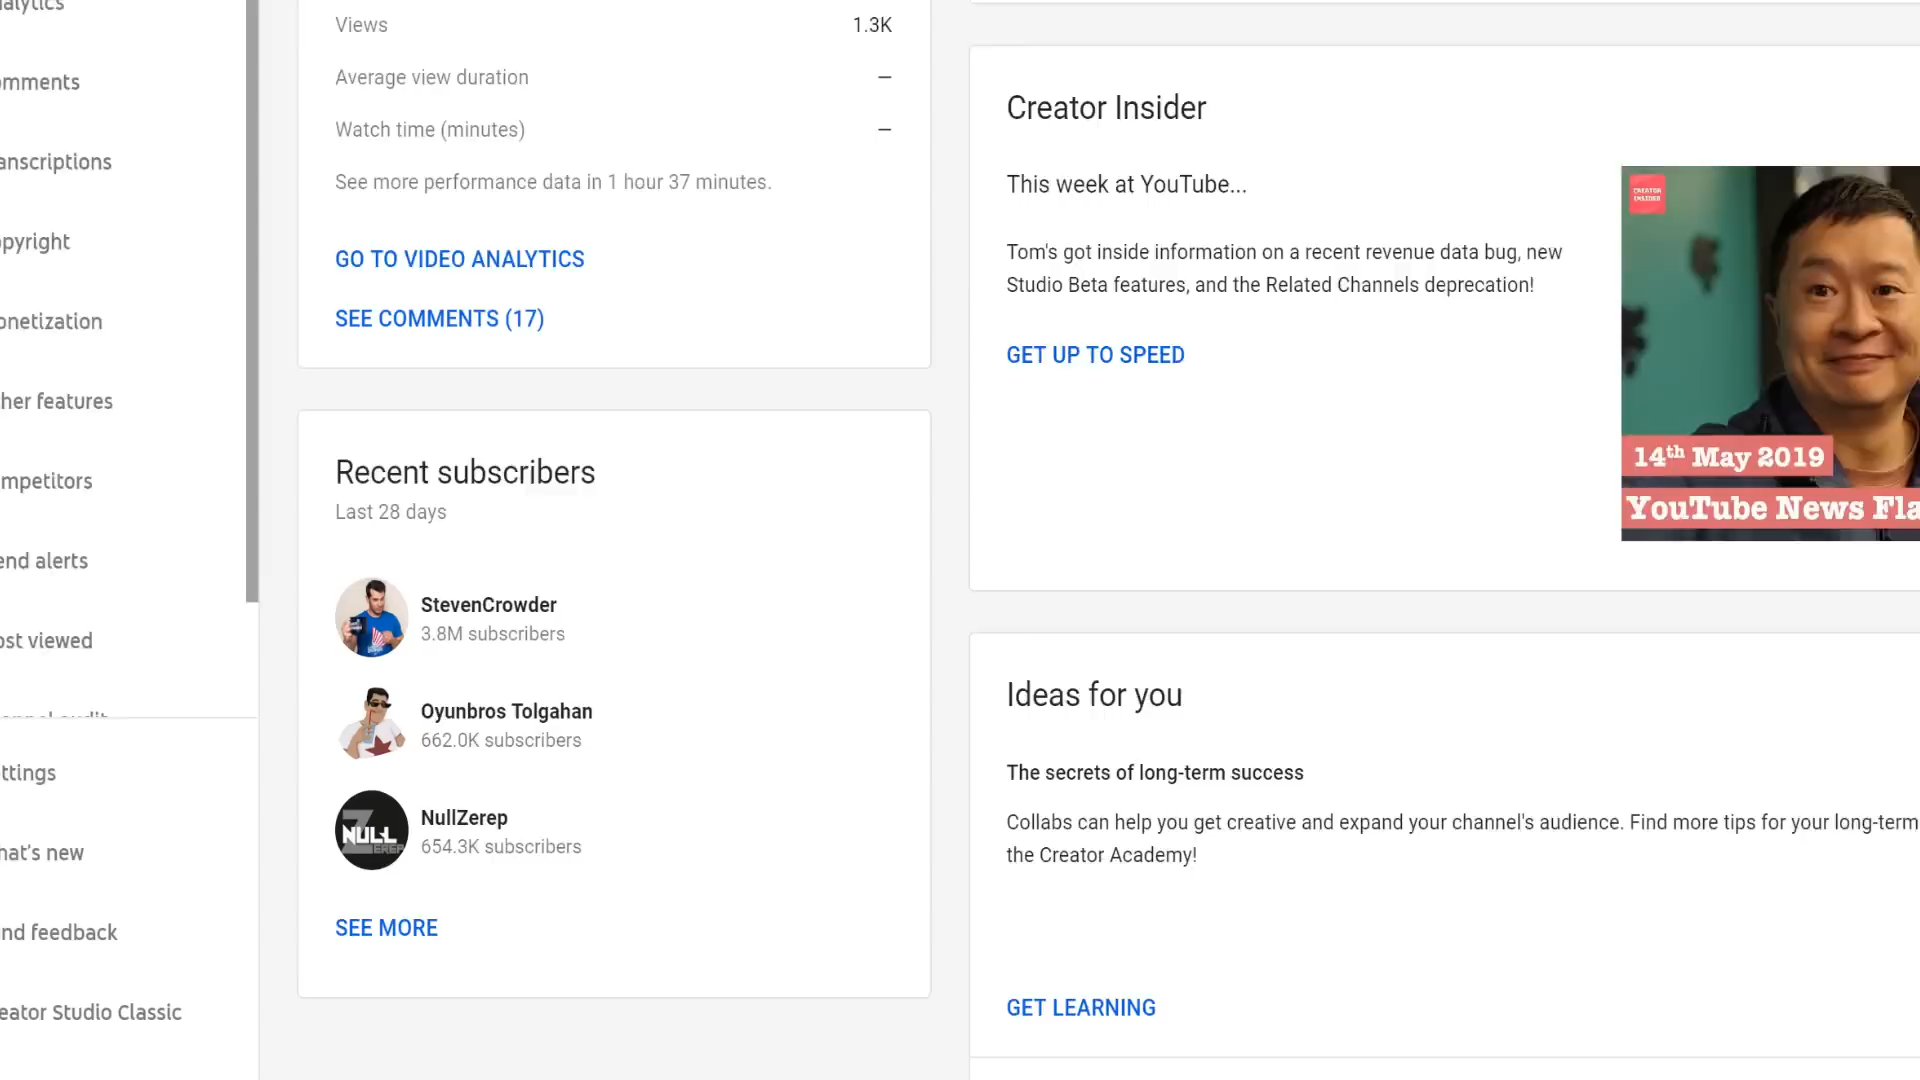 alytics
omments
anscriptions
opyright
onetization
her features
mpetitors
end alerts
ost viewed
ttings
hat's new
nd feedback
eator Studio Classic
Views
1.3K
Average view duration
–
Watch time (minutes)
–
See more performance data in 1 hour 37 minutes.
GO TO VIDEO ANALYTICS
SEE COMMENTS (17)
Recent subscribers
Last 28 days
StevenCrowder
3.8M subscribers
Oyunbros Tolgahan
662.0K subscribers
NULL
ZEREP
NullZerep
654.3K subscribers
SEE MORE
Creator Insider
This week at YouTube...
Tom's got inside information on a recent revenue data bug, new
Studio Beta features, and the Related Channels deprecation!
GET UP TO SPEED
CREATOR
INSIDER
14th May 2019
YouTube News Fla
Ideas for you
The secrets of long-term success
Collabs can help you get creative and expand your channel's audience. Find more tips for your long-term
the Creator Academy!
GET LEARNING